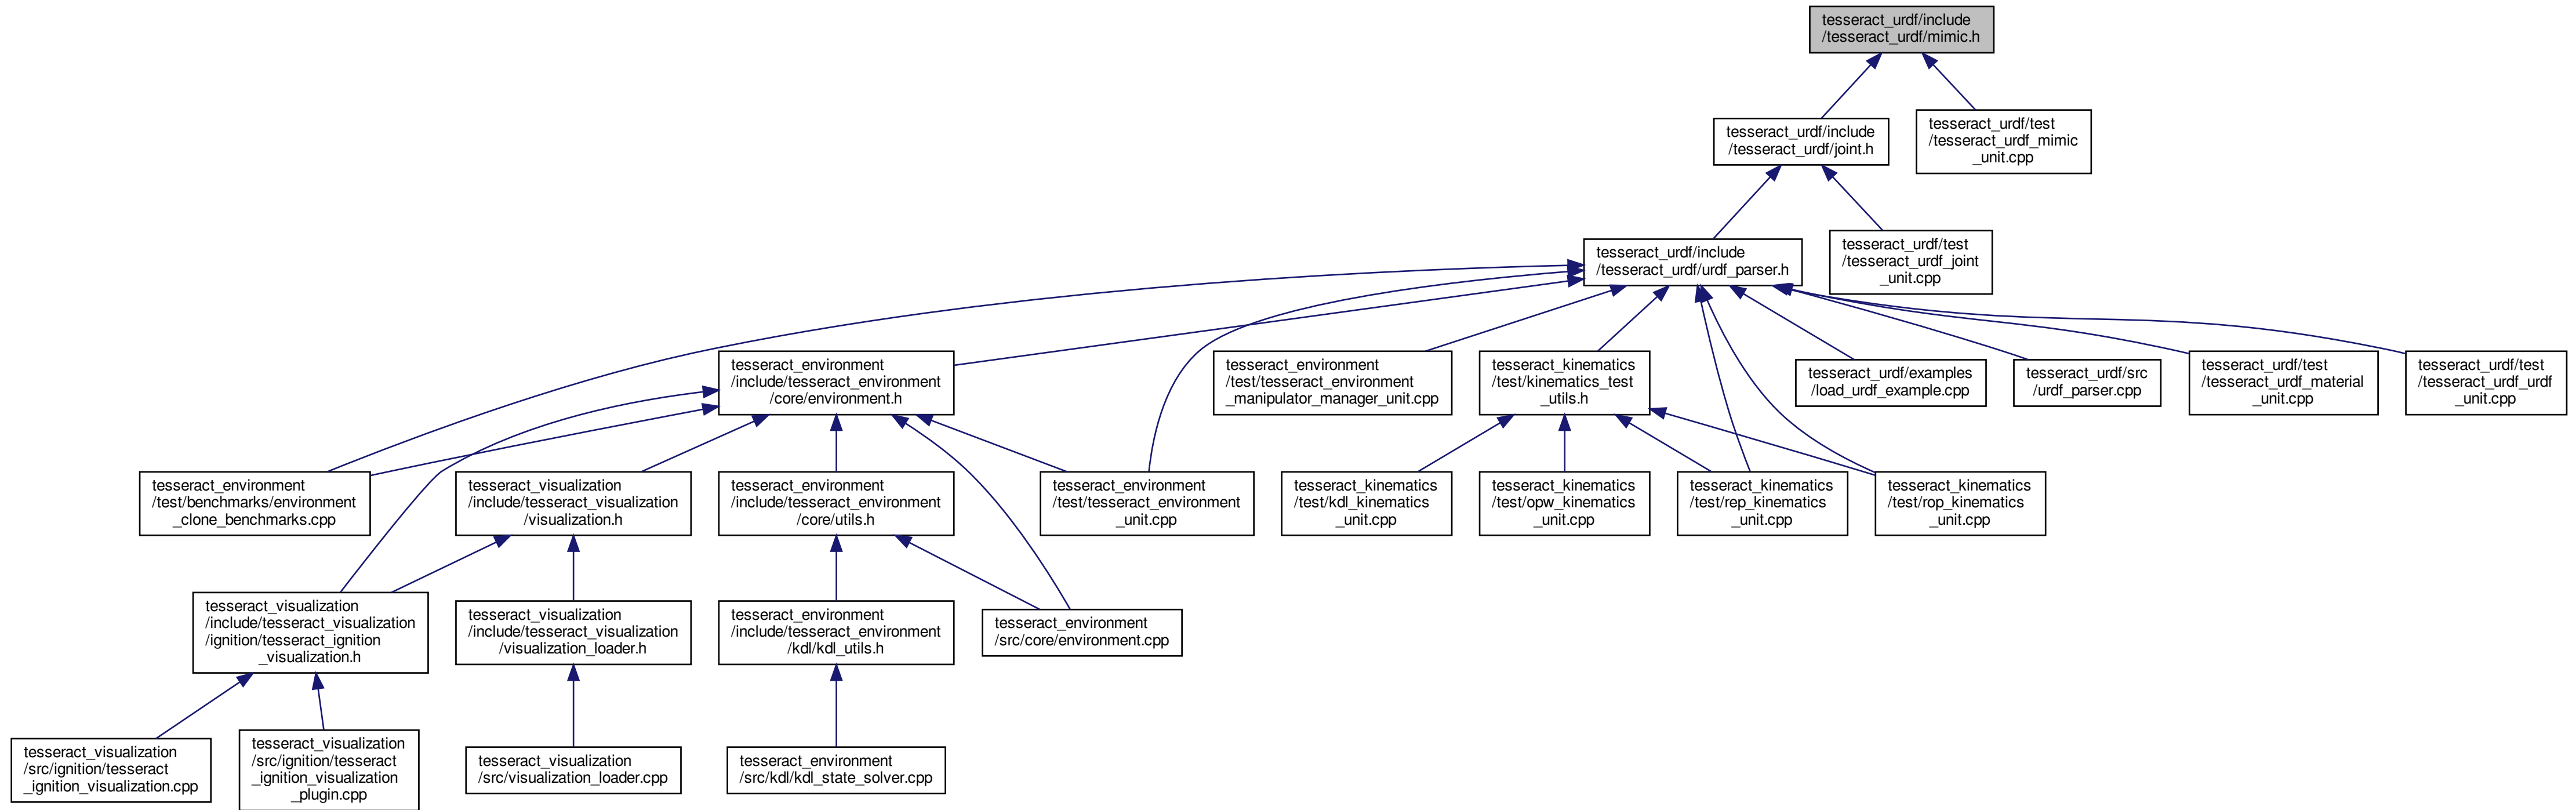 tesseract_urdf/include
/tesseract_urdf/mimic.h
tesseract_urdf/include
/tesseract_urdf/joint.h
tesseract_urdf/test
/tesseract_urdf_mimic
_unit.cpp
tesseract_urdf/include
/tesseract_urdf/urdf_parser.h
tesseract_urdf/test
/tesseract_urdf_joint
_unit.cpp
tesseract_environment
/include/tesseract_environment
/core/environment.h
tesseract_environment
/test/tesseract_environment
_manipulator_manager_unit.cpp
tesseract_kinematics
/test/kinematics_test
_utils.h
tesseract_urdf/examples
/load_urdf_example.cpp
tesseract_urdf/src
/urdf_parser.cpp
tesseract_urdf/test
/tesseract_urdf_material
_unit.cpp
tesseract_urdf/test
/tesseract_urdf_urdf
_unit.cpp
tesseract_environment
/test/benchmarks/environment
_clone_benchmarks.cpp
tesseract_visualization
/include/tesseract_visualization
/visualization.h
tesseract_environment
/include/tesseract_environment
/core/utils.h
tesseract_environment
/test/tesseract_environment
_unit.cpp
tesseract_kinematics
/test/kdl_kinematics
_unit.cpp
tesseract_kinematics
/test/opw_kinematics
_unit.cpp
tesseract_kinematics
/test/rep_kinematics
_unit.cpp
tesseract_kinematics
/test/rop_kinematics
_unit.cpp
tesseract_visualization
/include/tesseract_visualization
/ignition/tesseract_ignition
_visualization.h
tesseract_visualization
/include/tesseract_visualization
/visualization_loader.h
tesseract_environment
/include/tesseract_environment
/kdl/kdl_utils.h
tesseract_environment
/src/core/environment.cpp
tesseract_visualization
/src/ignition/tesseract
_ignition_visualization.cpp
tesseract_visualization
/src/ignition/tesseract
_ignition_visualization
_plugin.cpp
tesseract_visualization
/src/visualization_loader.cpp
tesseract_environment
/src/kdl/kdl_state_solver.cpp